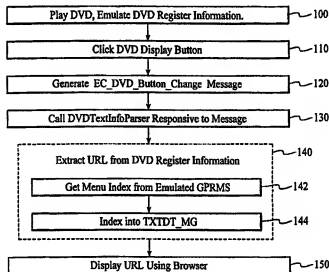 Play DVD, Emulate DVD Register Information. 100
Click DVD Display Button 110
Generate EC_DVD_Button_Change Message 120
Call DVDTextInfoParser Responsive to Message 130
140
Extract URL from DVD Register Information
Get Menu Index from Emulated GPRMS 142
Index into TXTDT_MG 144
Display URL Using Browser 150